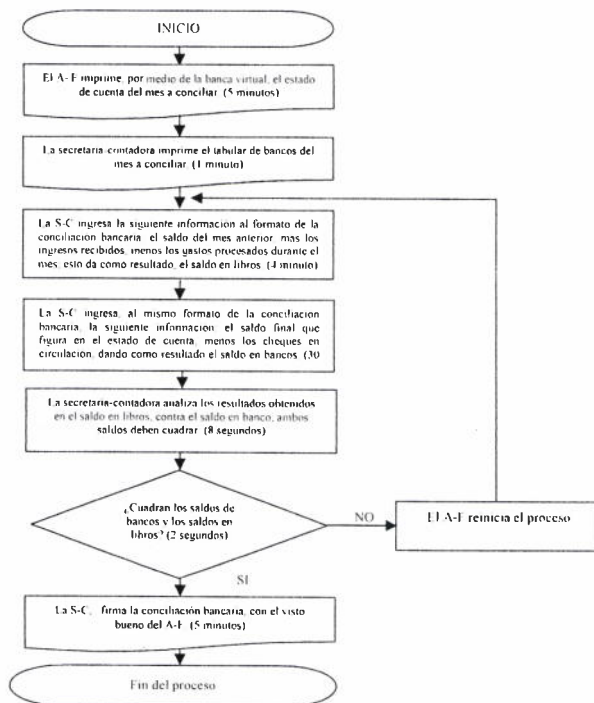 INICIO
El A-F imprime, por medio de la banca virtual, el estado
de cuenta del mes a conciliar. (5 minutos)
La secretaria-contadora imprime el tabular de bancos del
mes a conciliar. (1 minuto)
La S-C ingresa la siguiente información al formato de la
conciliación bancaria: el saldo del mes anterior, mas los
ingresos recibidos, menos los gastos procesados durante el
mes, esto da como resultado, el saldo en libros. (4 minuto)
La S-C ingresa, al mismo formato de la conciliación
bancaria, la siguiente información: el saldo final que
figura en el estado de cuenta, menos los cheques en
circulación, dando como resultado el saldo en bancos. (30
La secretaria-contadora analiza los resultados obtenidos
en el saldo en libros, contra el saldo en banco, ambos
saldos deben cuadrar. (8 segundos)
¿Cuadran los saldos de
bancos y los saldos en
libros? (2 segundos)
NO
El A-F reinicia el proceso
SI
La S-C, firma la conciliación bancaria, con el visto
bueno del A-F. (5 minutos)
Fin del proceso